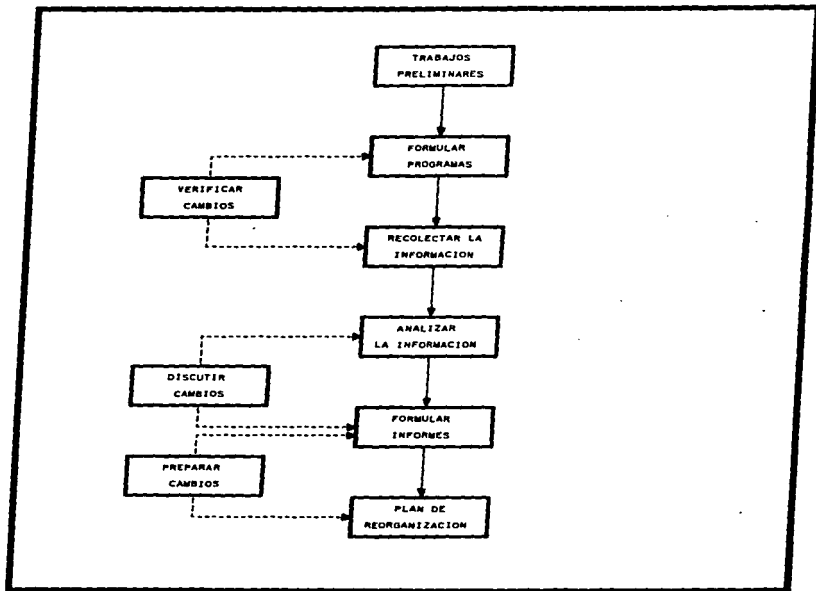 TRABAJOS
PRELIMINARES
FORMULAR
PROGRAMAS
VERIFICAR
CAMBIOS
RECOLECTAR LA
INFORMACION
ANALIZAR
LA INFORMACION
DISCUTIR
CAMBIOS
FORMULAR
INFORMES
PREPARAR
CAMBIOS
PLAN DE
REORGANIZACION